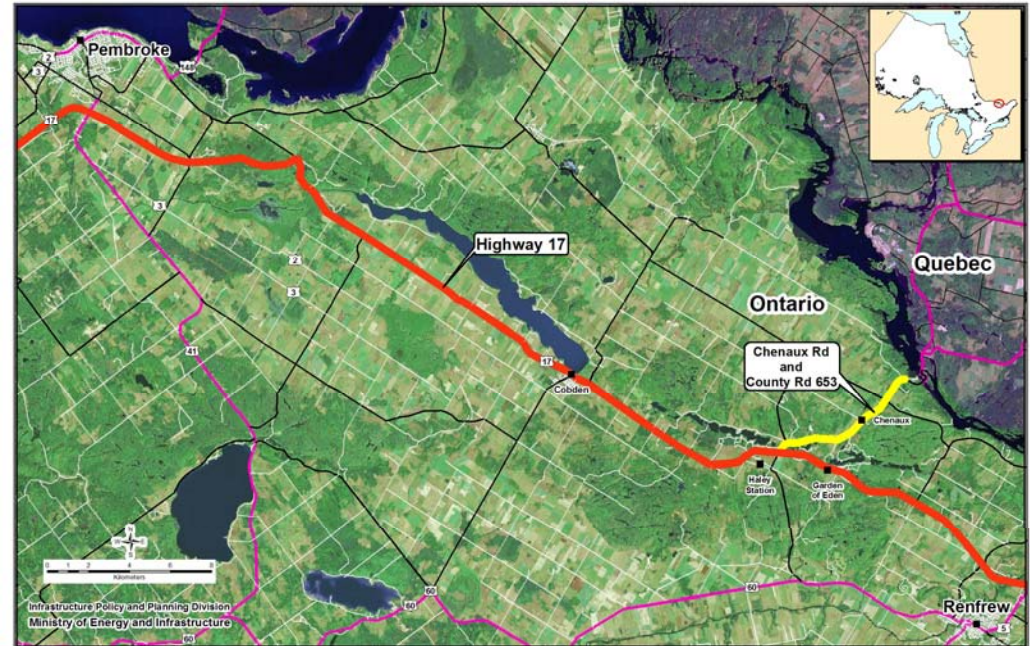 Pembroke
2
3
148
17
3
2
3
41
Highway 17
Quebec
Ontario
Chenaux Rd
and
County Rd 653
17
Cobden
Chenaux
Haley
Station
Garden
of Eden
N
W E
S
0 1 2 4 6 8
Kilometers
60
60
60
60
Renfrew
5
Infrastructure Policy and Planning Division
Ministry of Energy and Infrastructure